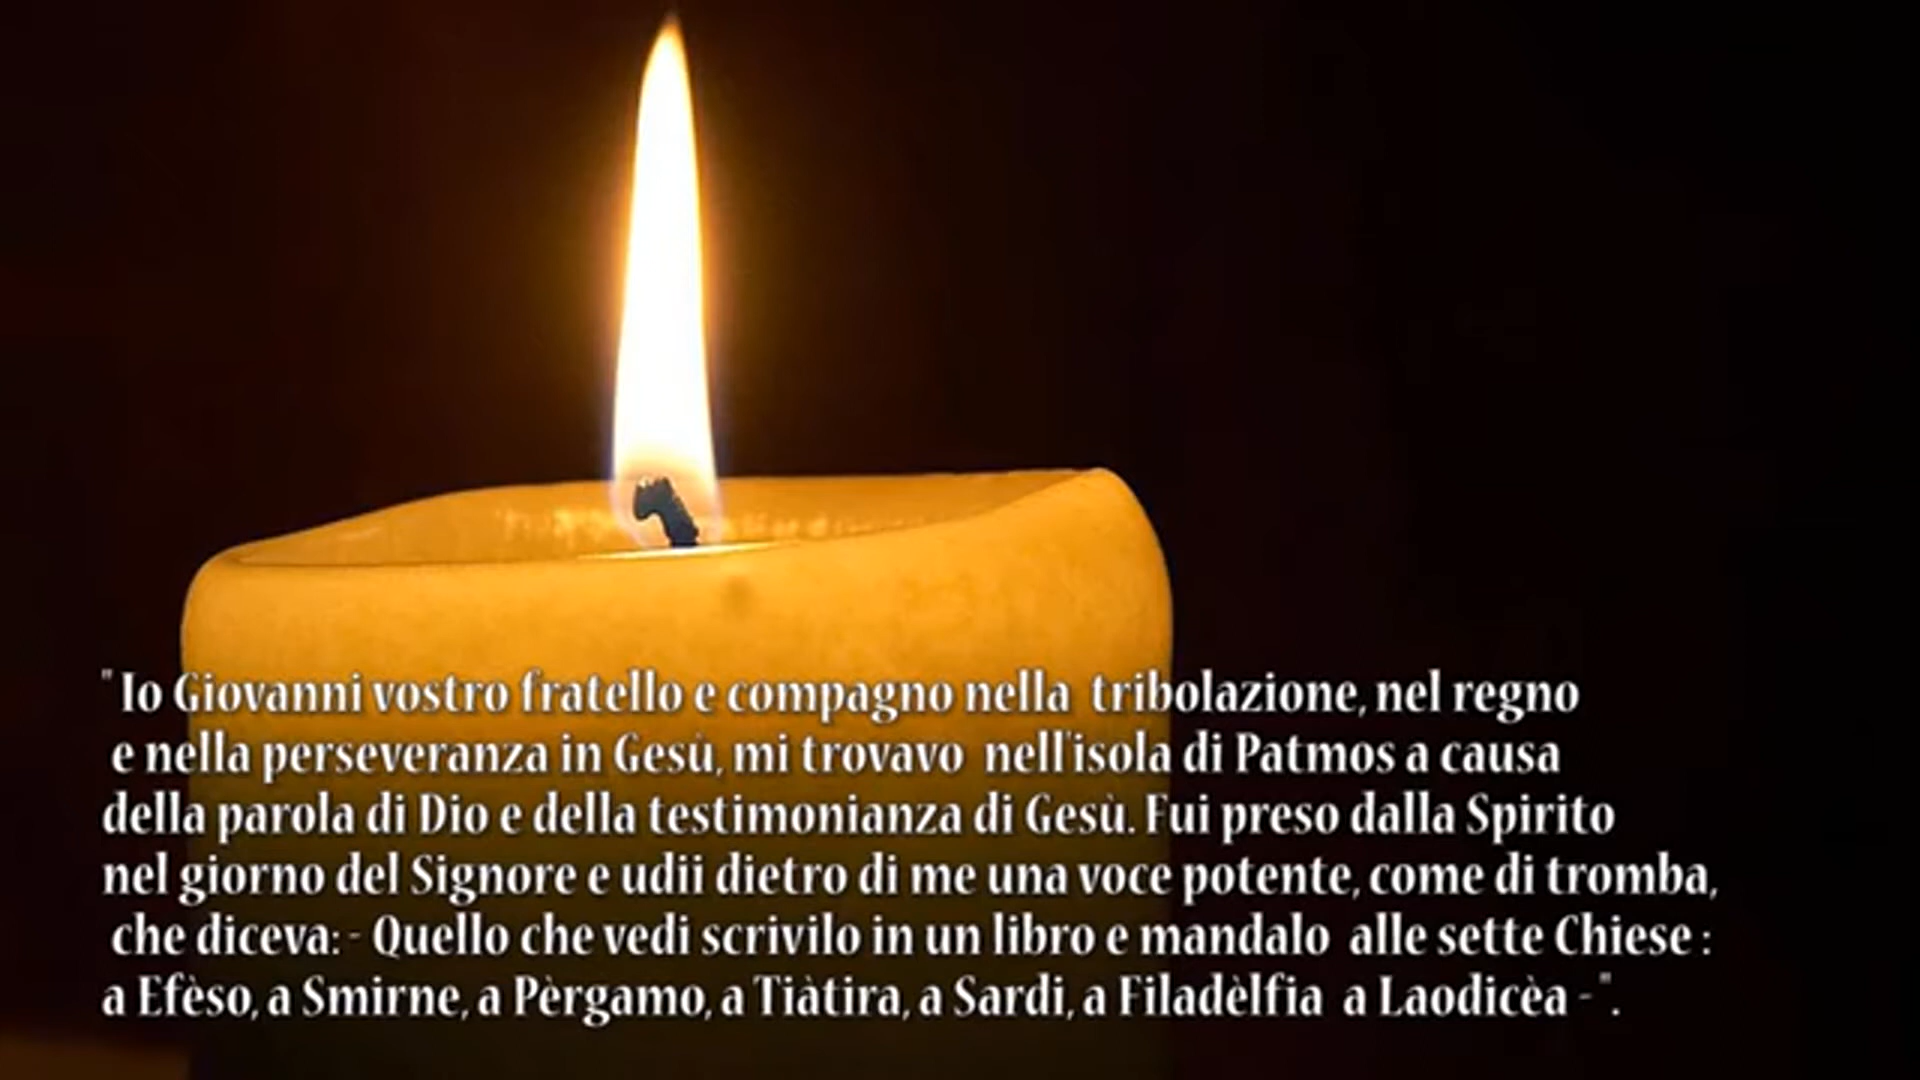 " Io Giovanni vostro fratello e compagno nella tribolazione, nel regno
e nella perseveranza in Gesù, mi trovavo nell'isola di Patmos a causa
della parola di Dio e della testimonianza di Gesù. Fui preso dalla Spirito
nel giorno del Signore e udii dietro di me una voce potente, come di tromba,
che diceva: - Quello che vedi scrivilo in un libro e mandalo alle sette Chiese :
a Efèso, a Smirne, a Pèrgamo, a Tiàtira, a Sardi, a Filadèlfia a Laodicèa - ".